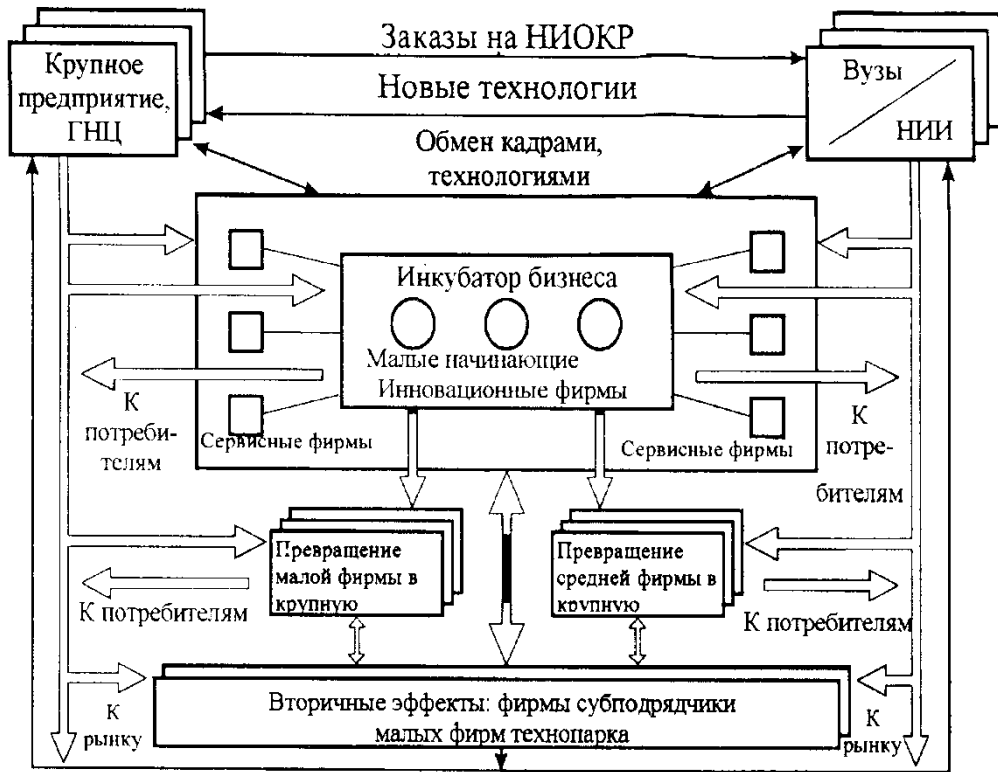 Заказы на НИОКР
Крупное
предприятие,
ГНЦ
Вузы
НИИ
Новые технологии
Обмен кадрами,
технологиями
Инкубатор бизнеса
Малые начинающие
Инновационные фирмы
К
потреби-
телям
Сервисные фирмы
Сервисные фирмы
К
потре-
бителям
Превращение
малой фирмы в
крупную
Превращение
средней фирмы в
крупную
К потребителям
К потребителям
Вторичные эффекты: фирмы субподрядчики
малых фирм технопарка
К
рынку
К
рынку